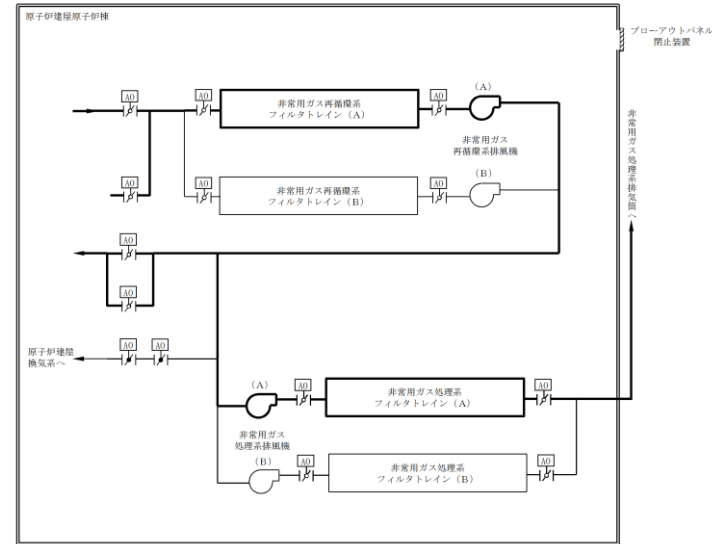 原子炉建屋原子炉棟
ブローアウトパネル
閉止装置
AO
AO
非常用ガス再循環系
フィルタトレイン（A）
AO
（A）
非常用ガス
再循環系排風機
AO
AO
非常用ガス再循環系
フィルタトレイン（B）
AO
（B）
非常用ガス処理系排気筒へ
AO
AO
原子炉建屋
換気系へ
AO
AO
（A）
AO
非常用ガス処理系
フィルタトレイン（A）
AO
非常用ガス
処理系排風機
（B）
AO
非常用ガス処理系
フィルタトレイン（B）
AO